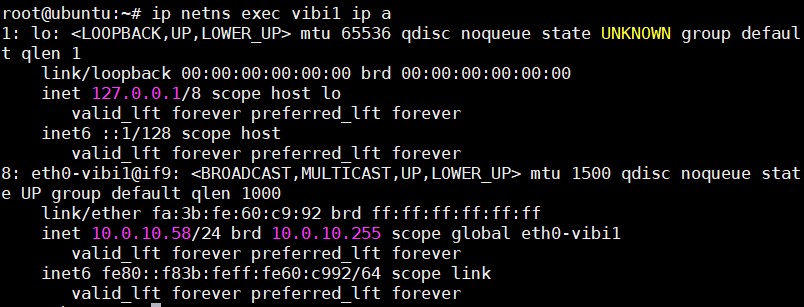 root@ubuntu:~# ip netns exec vibi1 ip a
1: lo: <LOOPBACK,UP,LOWER_UP> mtu 65536 qdisc noqueue state UNKNOWN group defaul
t qlen 1
    link/loopback 00:00:00:00:00:00 brd 00:00:00:00:00:00
    inet 127.0.0.1/8 scope host lo
       valid_lft forever preferred_lft forever
    inet6 ::1/128 scope host
       valid_lft forever preferred_lft forever
8: eth0-vibi1@if9: <BROADCAST,MULTICAST,UP,LOWER_UP> mtu 1500 qdisc noqueue stat
e UP group default qlen 1000
    link/ether fa:3b:fe:60:c9:92 brd ff:ff:ff:ff:ff:ff
    inet 10.0.10.58/24 brd 10.0.10.255 scope global eth0-vibi1
       valid_lft forever preferred_lft forever
    inet6 fe80::f83b:feff:fe60:c992/64 scope link
       valid_lft forever preferred_lft forever